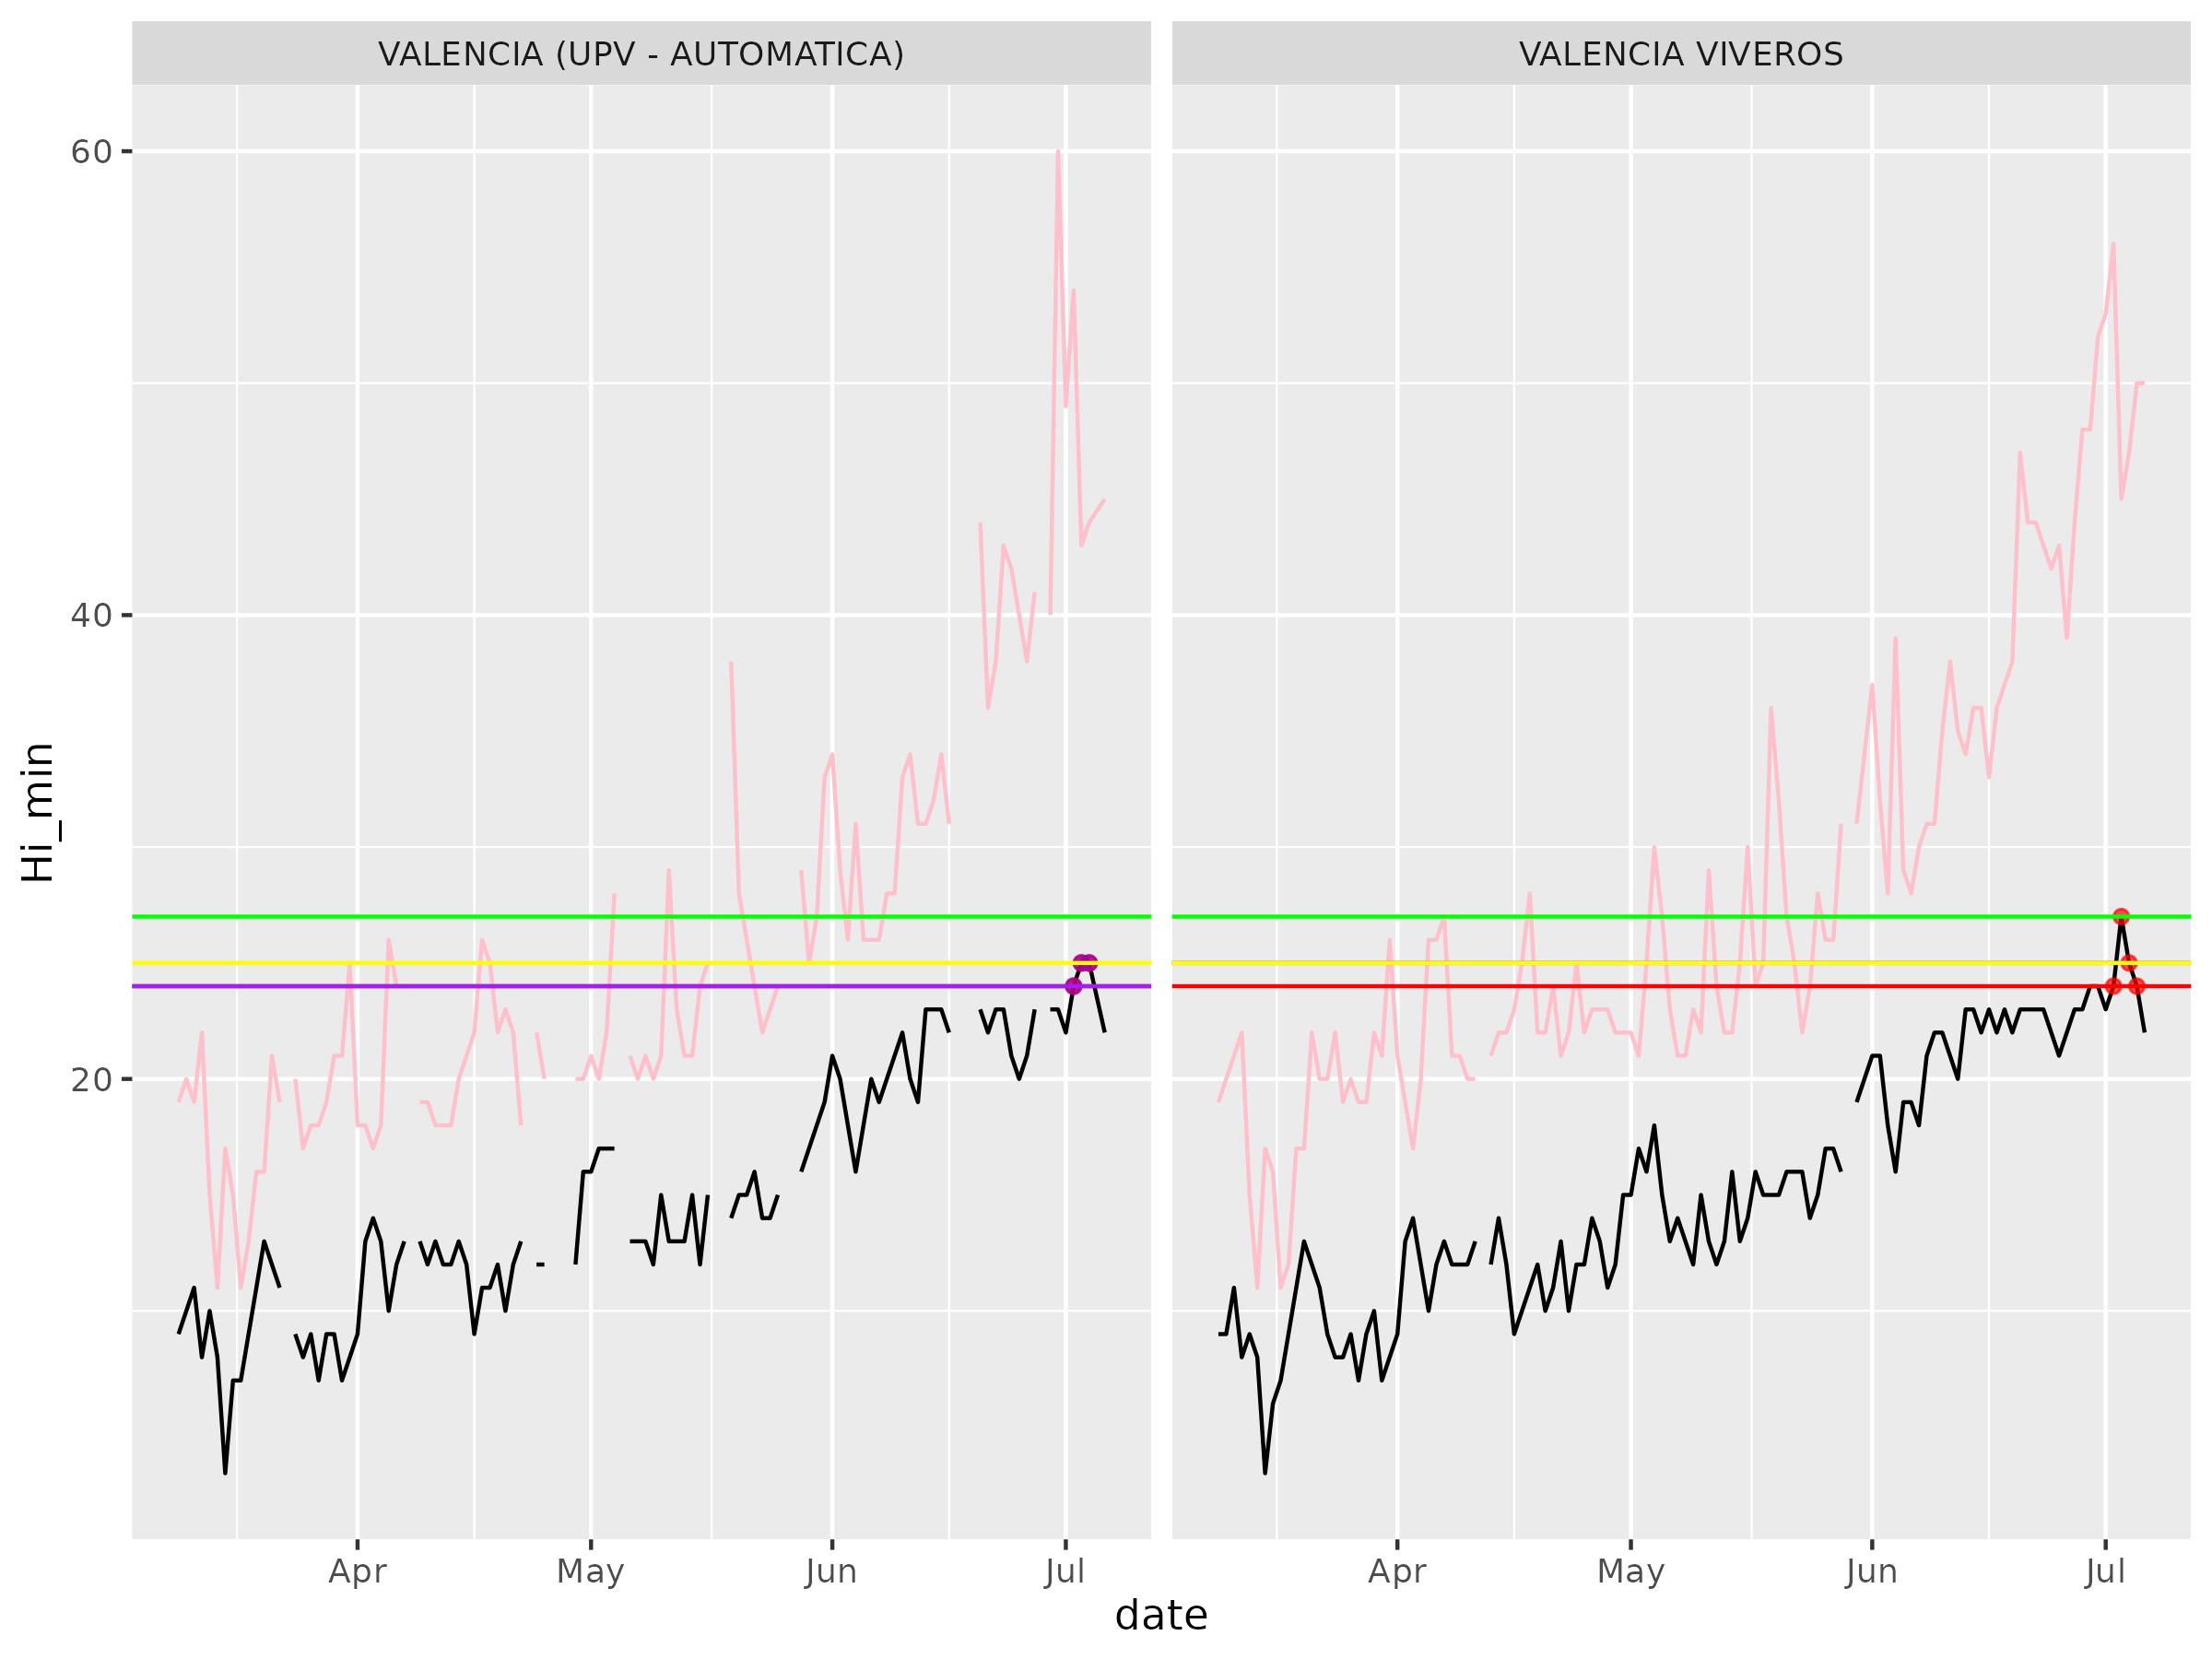 VALENCIA (UPV - AUTOMATICA)
VALENCIA VIVEROS
60
40
20
Hi_min
Apr
May
Jun
Jul
Apr
May
Jun
Jul
date